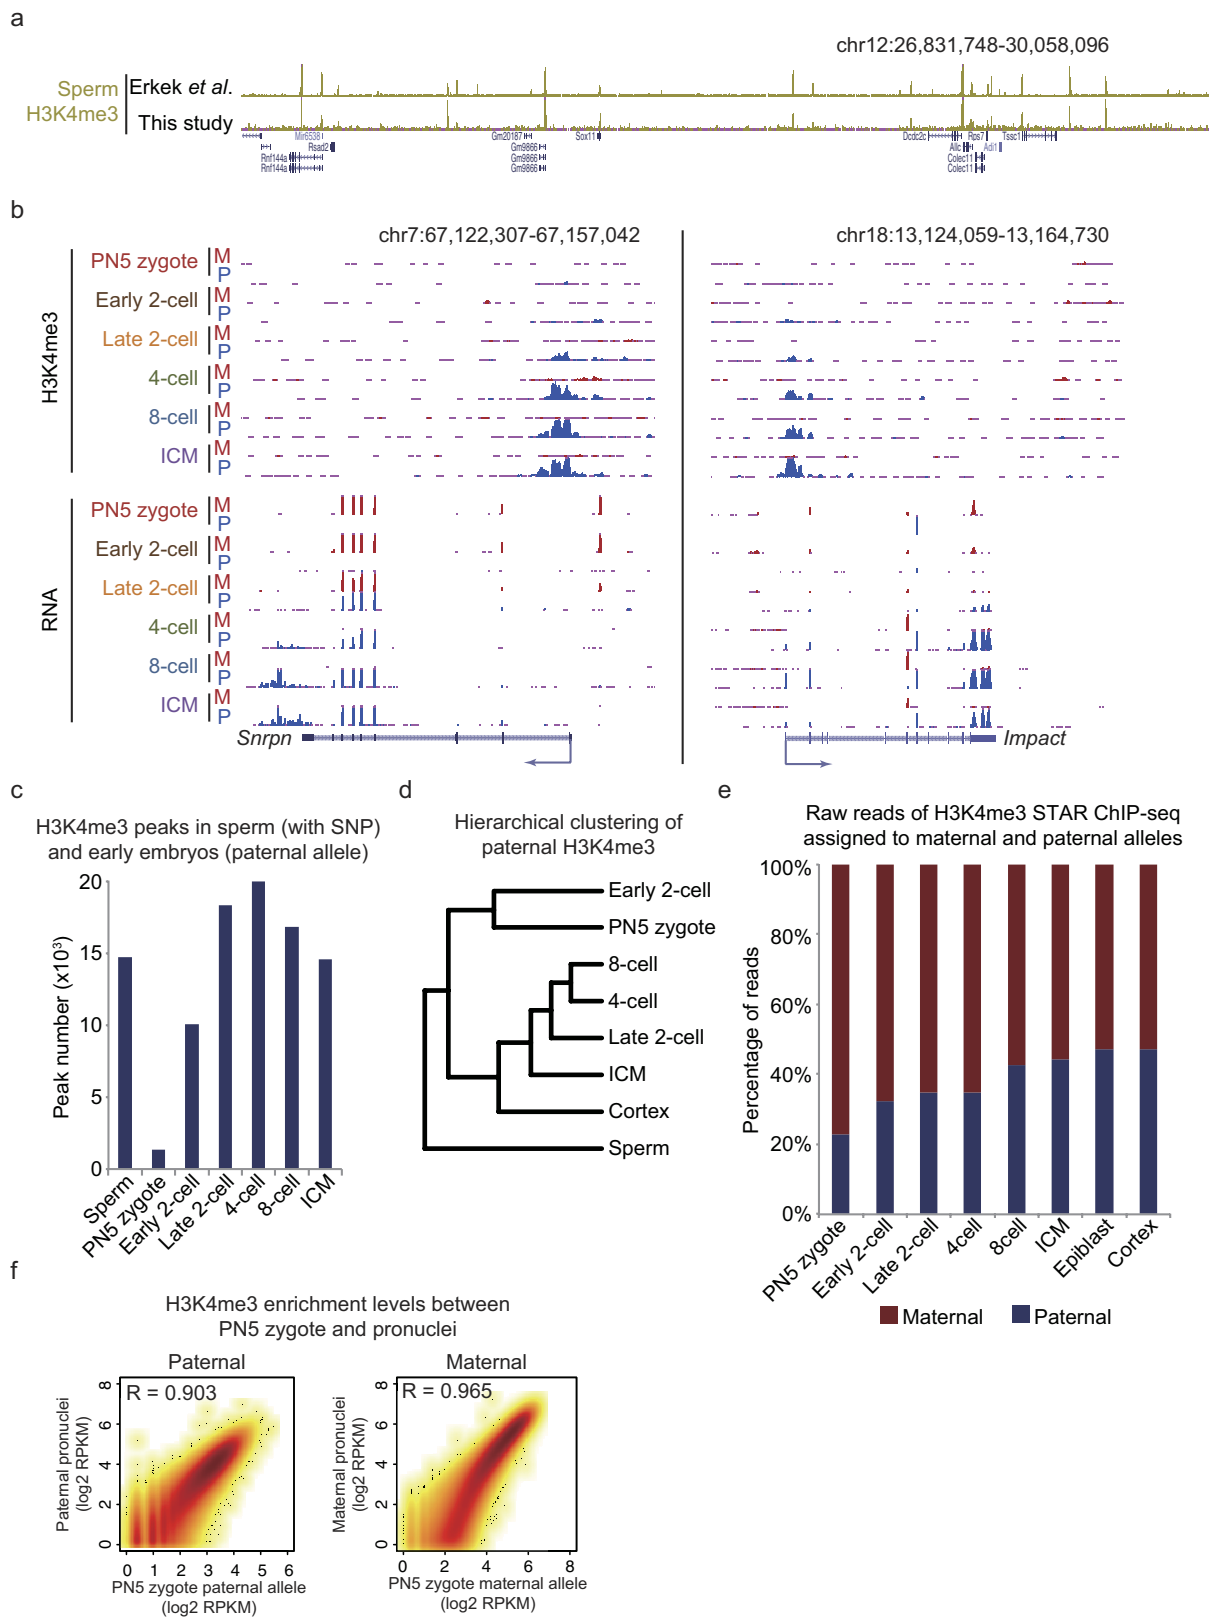 a
chr12:26,831,748-30,058,096
Sperm
H3K4me3
Erkek et al.
This study
Mir6538
Rsad2
Rnf144a
Rnf144a
Gm20187
Gm9866
Gm9866
Gm9866
Sox11
Dcdc2c
Rps7
Tssc1
Allc
Adi1
Colec11
Colec11
b
chr7:67,122,307-67,157,042
chr18:13,124,059-13,164,730
H3K4me3
PN5 zygote M
P
Early 2-cell M
P
Late 2-cell M
P
4-cell M
P
8-cell M
P
ICM M
P
RNA
PN5 zygote M
P
Early 2-cell M
P
Late 2-cell M
P
4-cell M
P
8-cell M
P
ICM M
P
Snrpn
Impact
c
H3K4me3 peaks in sperm (with SNP)
and early embryos (paternal allele)
Peak number (x10³)
20
15
10
5
0
Sperm
PN5 zygote
Early 2-cell
Late 2-cell
4-cell
8-cell
ICM
d
Hierarchical clustering of
paternal H3K4me3
Early 2-cell
PN5 zygote
8-cell
4-cell
Late 2-cell
ICM
Cortex
Sperm
e
Raw reads of H3K4me3 STAR ChIP-seq
assigned to maternal and paternal alleles
Percentage of reads
100%
80%
60%
40%
20%
0%
PN5 zygote
Early 2-cell
Late 2-cell
4cell
8cell
ICM
Epiblast
Cortex
Maternal
Paternal
f
H3K4me3 enrichment levels between
PN5 zygote and pronuclei
Paternal
R = 0.903
Paternal pronuclei
(log2 RPKM)
8
6
4
2
0
0 1 2 3 4 5 6
PN5 zygote paternal allele
(log2 RPKM)
Maternal
R = 0.965
Maternal pronuclei
(log2 RPKM)
8
6
4
2
0
0 2 4 6 8
PN5 zygote maternal allele
(log2 RPKM)